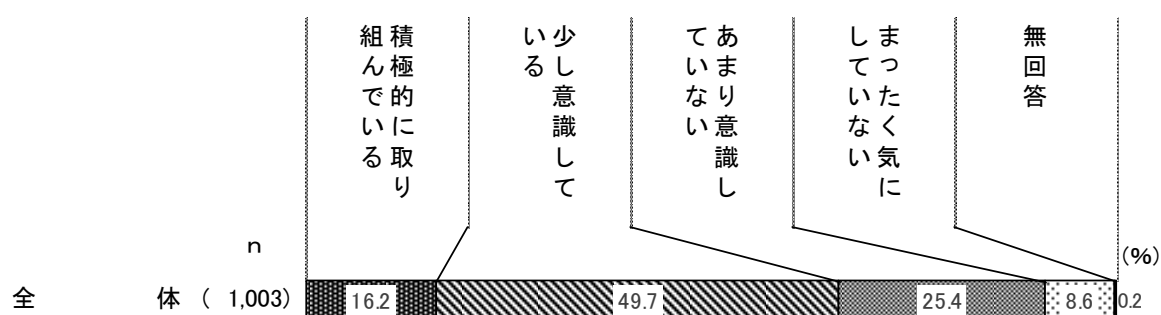 積極的に取り
組んでいる
少し意識して
いる
あまり意識し
ていない
まったく気に
していない
無回答
n
(%)
全体 ( 1,003) 16.2 49.7 25.4 8.6 0.2